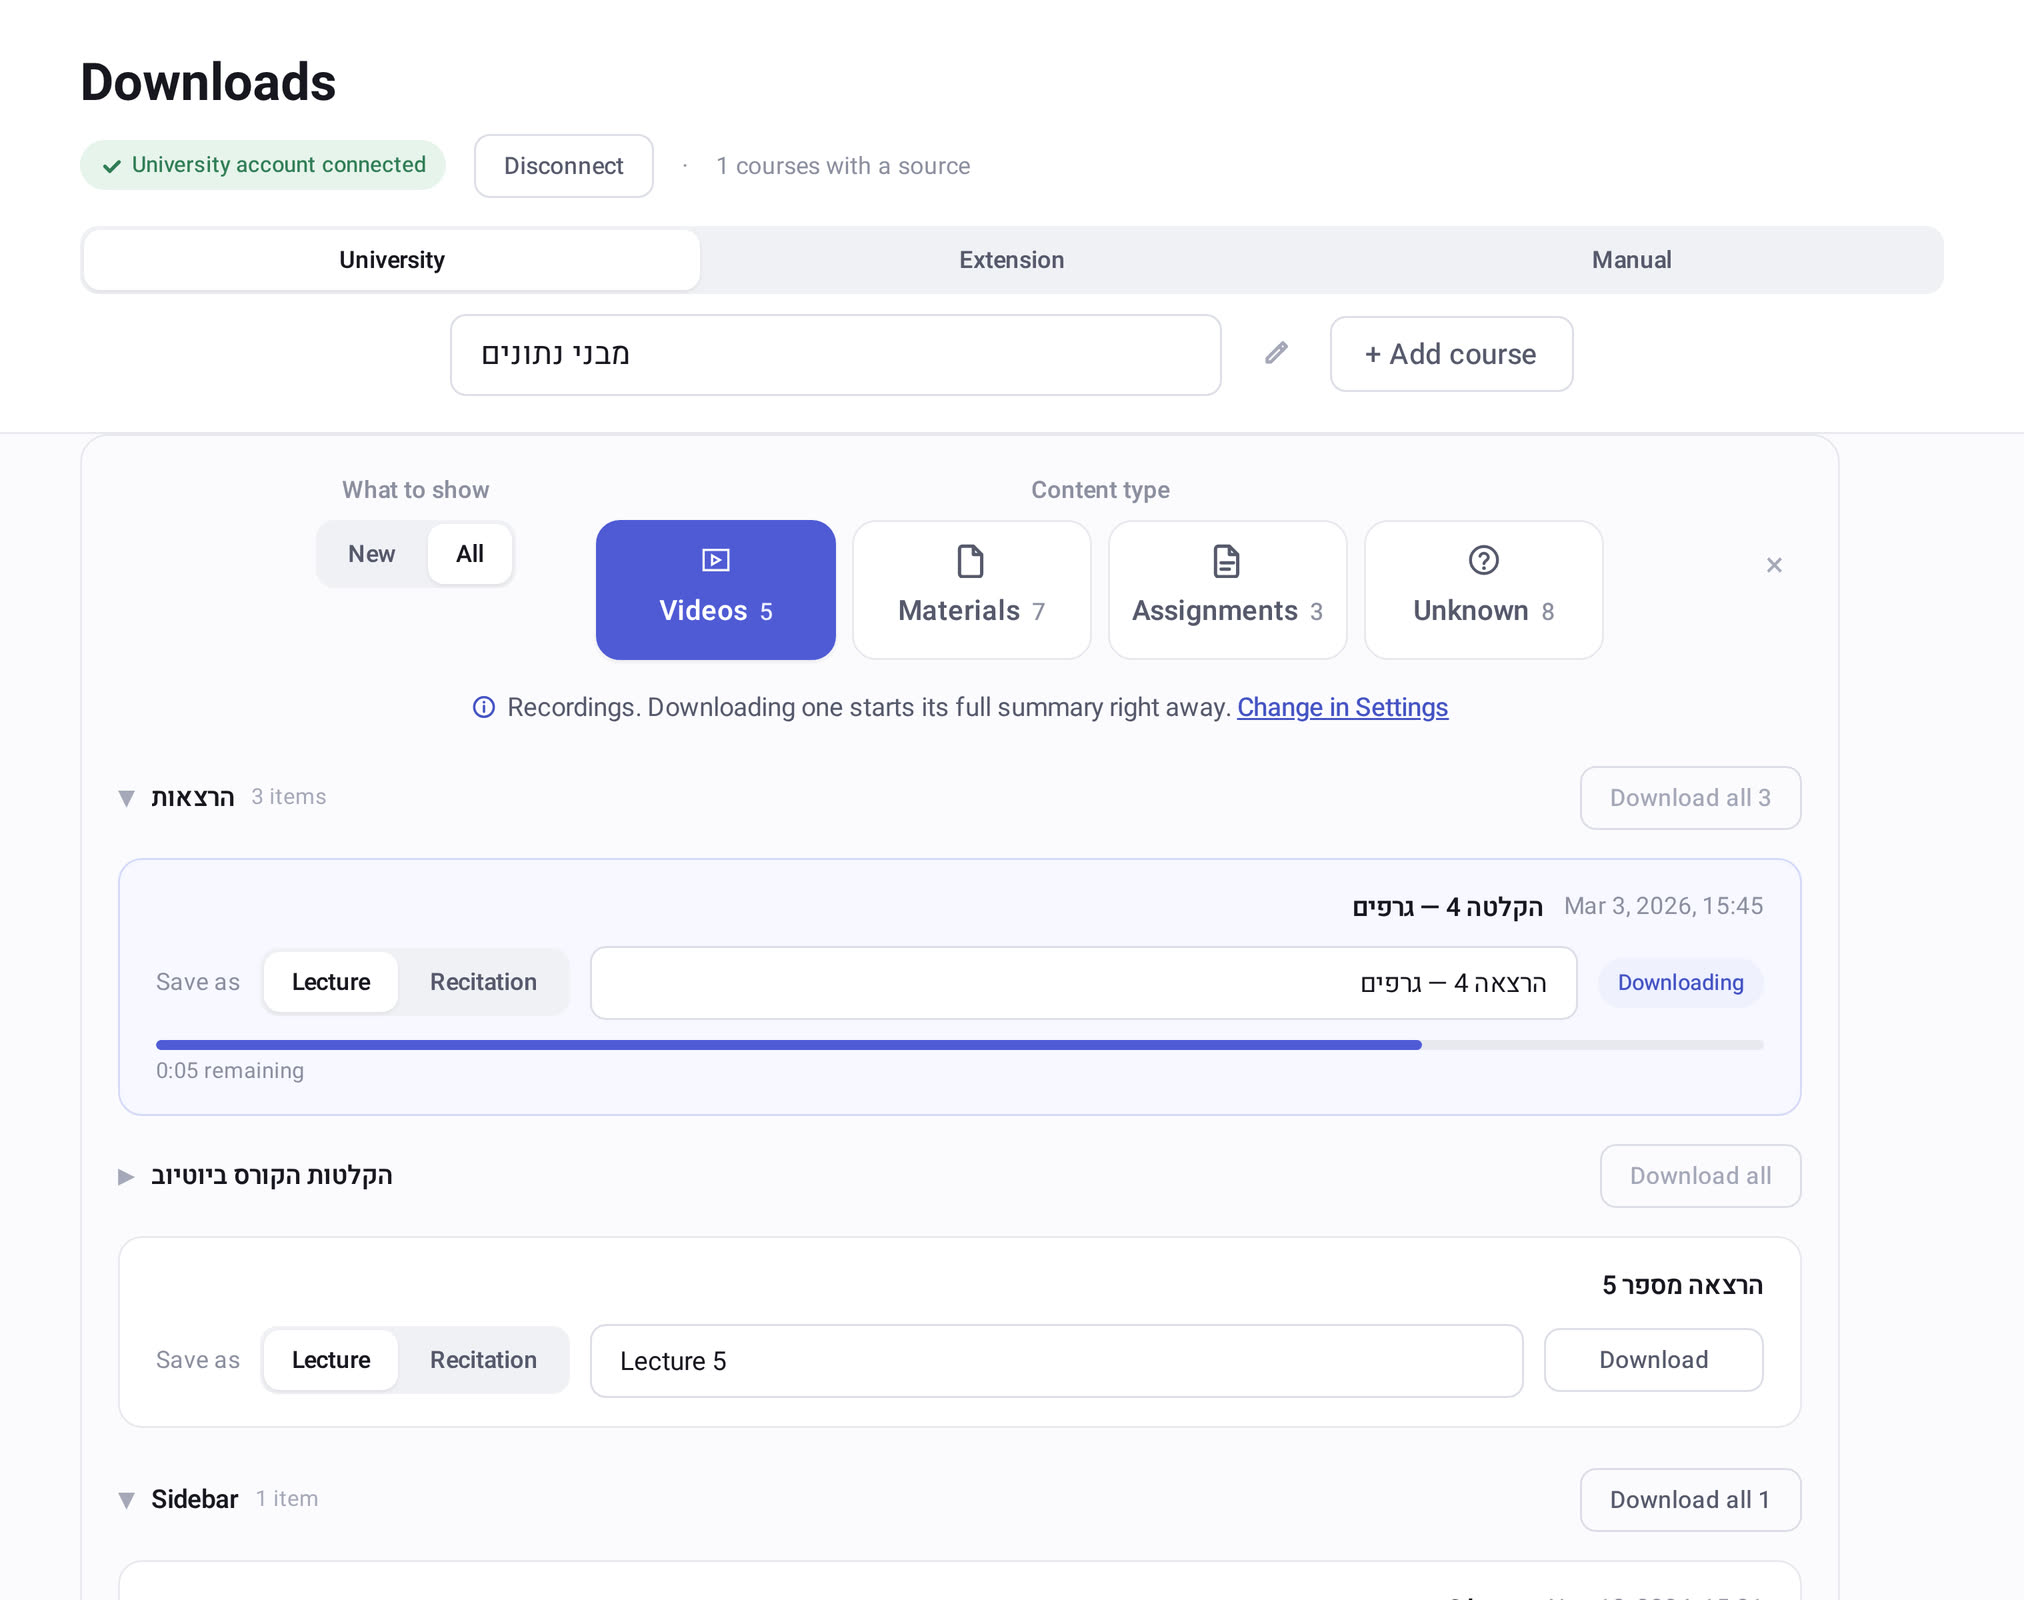 Downloads
University account connected Disconnect · 1 courses with a source
University Extension Manual
מבני נתונים + Add course
What to show Content type
New All
Videos 5 Materials 7 Assignments 3 Unknown 8
Recordings. Downloading one starts its full summary right away. Change in Settings
הרצאות 3 items Download all 3
הקלטה 4 – גרפים Mar 3, 2026, 15:45
Save as Lecture Recitation הרצאה 4 – גרפים Downloading
0:05 remaining
הקלטות הקורס ביוטיוב Download all
הרצאה מספר 5
Save as Lecture Recitation Lecture 5 Download
Sidebar 1 item Download all 1